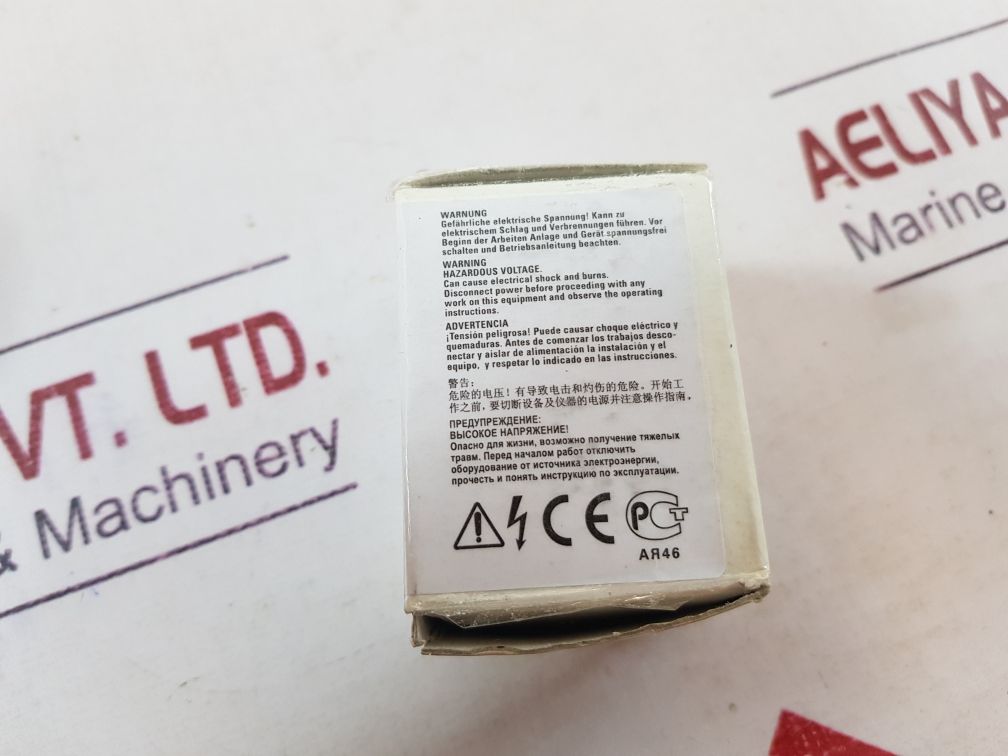 WARNUNG
Gefährliche elektrische Spannung! Kann zu
elektrischem Schlag und Verbrennungen führen. Vor
Beginn der Arbeiten Anlage und Gerät spannungsfrei
schalten und Betriebsanleitung beachten.
WARNING
HAZARDOUS VOLTAGE.
Can cause electrical shock and burns.
Disconnect power before proceeding with any
work on this equipment and observe the operating
instructions.
ADVERTENCIA
¡Tensión peligrosa! Puede causar choque eléctrico y
quemaduras. Antes de comenzar los trabajos desco-
nectar y aislar de alimentación la instalación y el
equipo, y respetar lo indicado en las instrucciones.
警告:
危险的电压! 有导致电击和灼伤的危险。开始工
作之前, 要切断设备及仪器的电源并注意操作指南。
ПРЕДУПРЕЖДЕНИЕ:
ВЫСОКОЕ НАПРЯЖЕНИЕ!
Опасно для жизни, возможно получение тяжелых
травм. Перед началом работ отключить
оборудование от источника электроэнергии,
прочесть и понять инструкцию по эксплуатации.
CE PCT
АЯ46
AELIYA
Marine
VT. LTD.
& Machinery